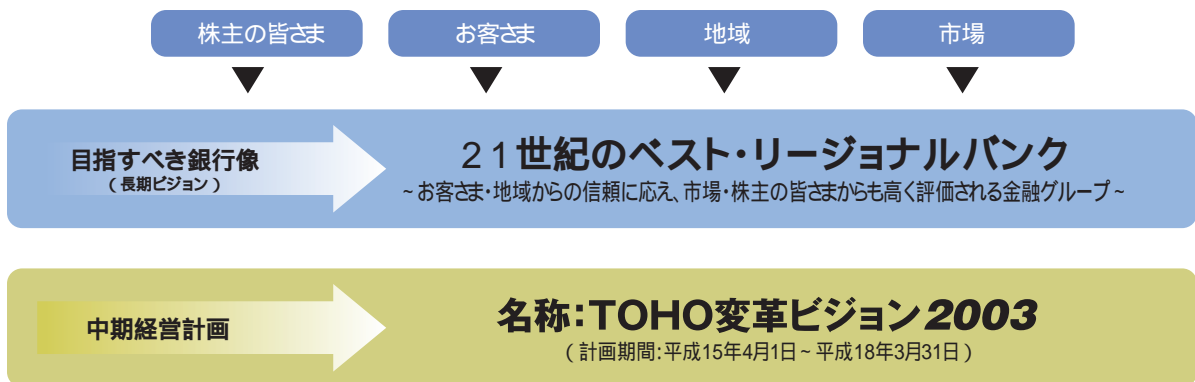 株主の皆さま
お客さま
地域
市場
目指すべき銀行像
(長期ビジョン)
21世紀のベスト・リージョナルバンク
~お客さま・地域からの信頼に応え、市場・株主の皆さまからも高く評価される金融グループ~
中期経営計画
名称:TOHO変革ビジョン2003
(計画期間:平成15年4月1日~平成18年3月31日)